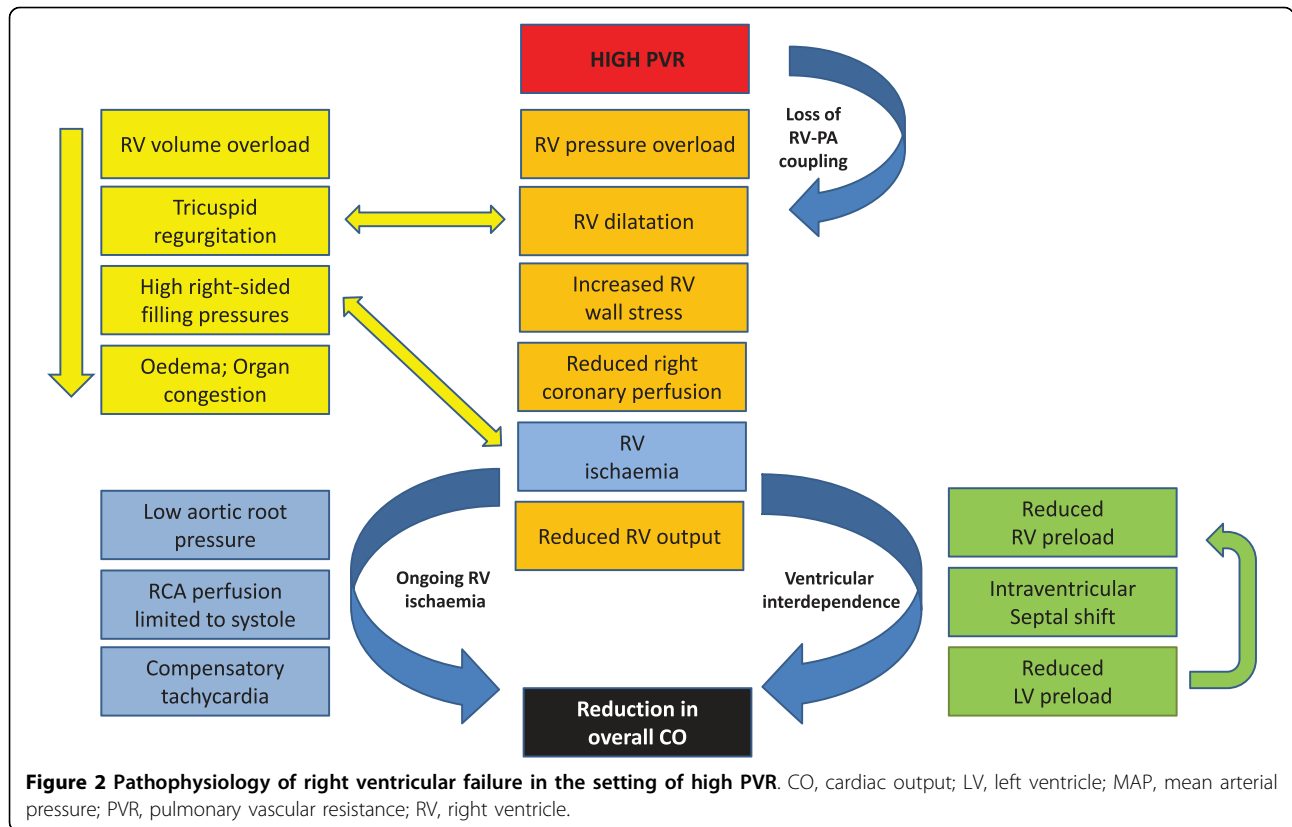 HIGH PVR
Loss of
RV-PA
coupling
RV volume overload
RV pressure overload
Tricuspid
regurgitation
RV dilatation
High right-sided
filling pressures
Increased RV
wall stress
Oedema; Organ
congestion
Reduced right
coronary perfusion
RV
ischaemia
Low aortic root
pressure
Reduced RV output
Reduced
RV preload
RCA perfusion
limited to systole
Ongoing RV
ischaemia
Ventricular
interdependence
Intraventricular
Septal shift
Compensatory
tachycardia
Reduced
LV preload
Reduction in
overall CO
Figure 2 Pathophysiology of right ventricular failure in the setting of high PVR. CO, cardiac output; LV, left ventricle; MAP, mean arterial
pressure; PVR, pulmonary vascular resistance; RV, right ventricle.